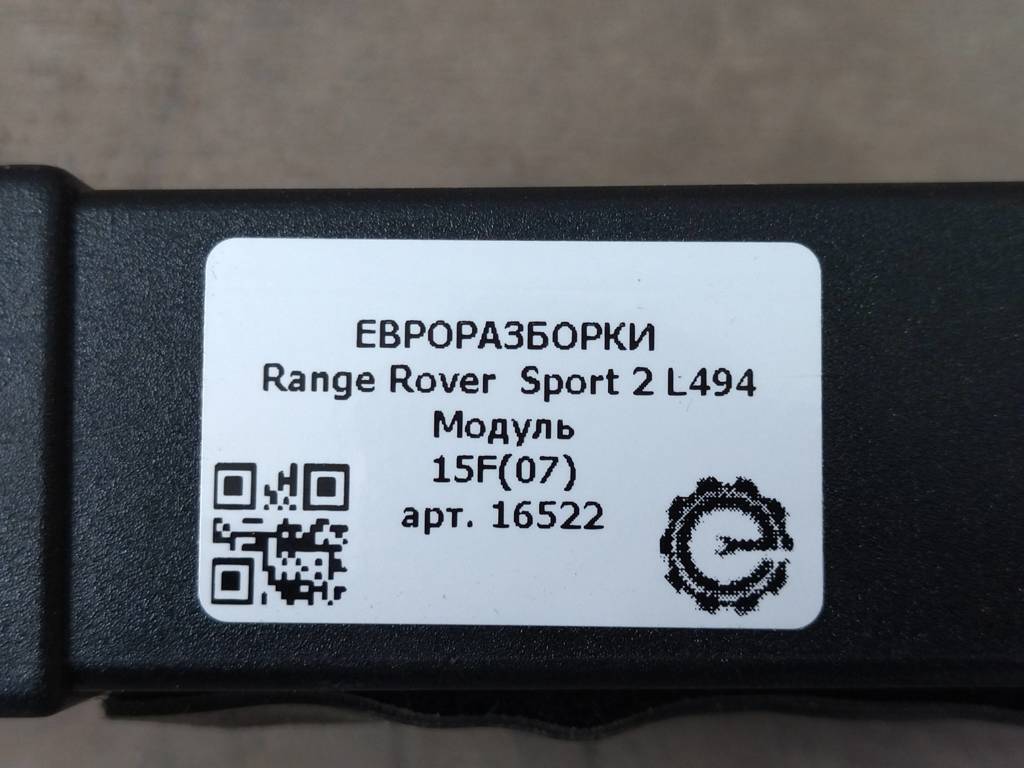 ЕВРОРАЗБОРКИ
Range Rover  Sport 2 L494
Модуль
15F(07)
арт. 16522